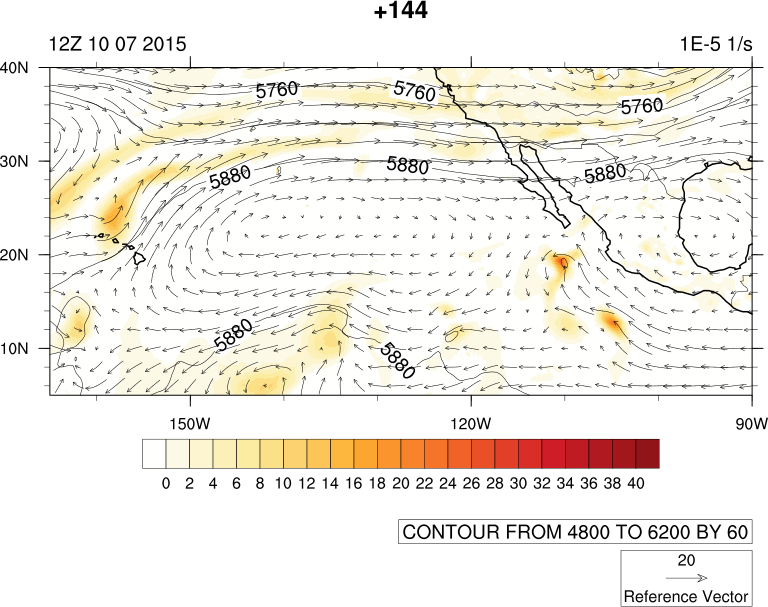 +144
12Z 10 07 2015 1E-5 1/s
40N
5760 5760 5760
30N
5880 5880 5880
20N
5880 5880
10N
150W 120W 90W
0 2 4 6 8 10 12 14 16 18 20 22 24 26 28 30 32 34 36 38 40
CONTOUR FROM 4800 TO 6200 BY 60
20
Reference Vector